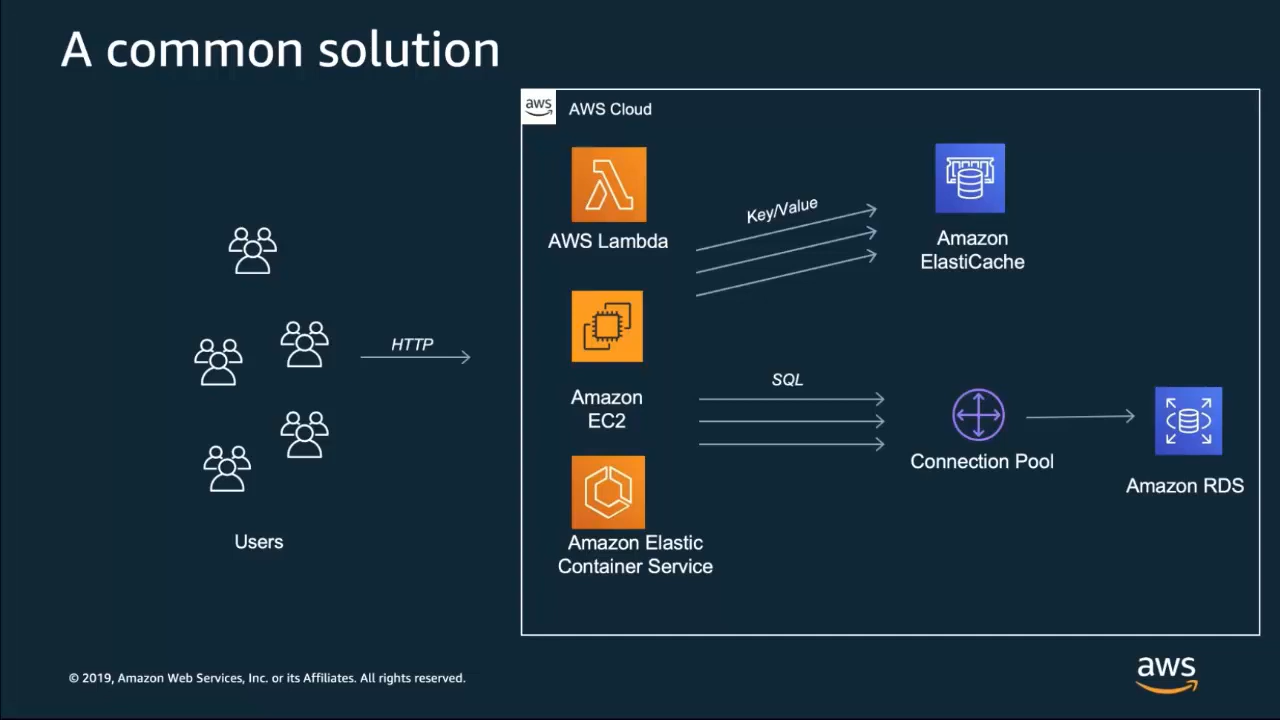 A common solution
aws
AWS Cloud
AWS Lambda
Key/Value
Amazon
ElastiCache
HTTP
Amazon
EC2
SQL
Connection Pool
Amazon RDS
Amazon Elastic
Container Service
Users
© 2019, Amazon Web Services, Inc. or its Affiliates. All rights reserved.
aws